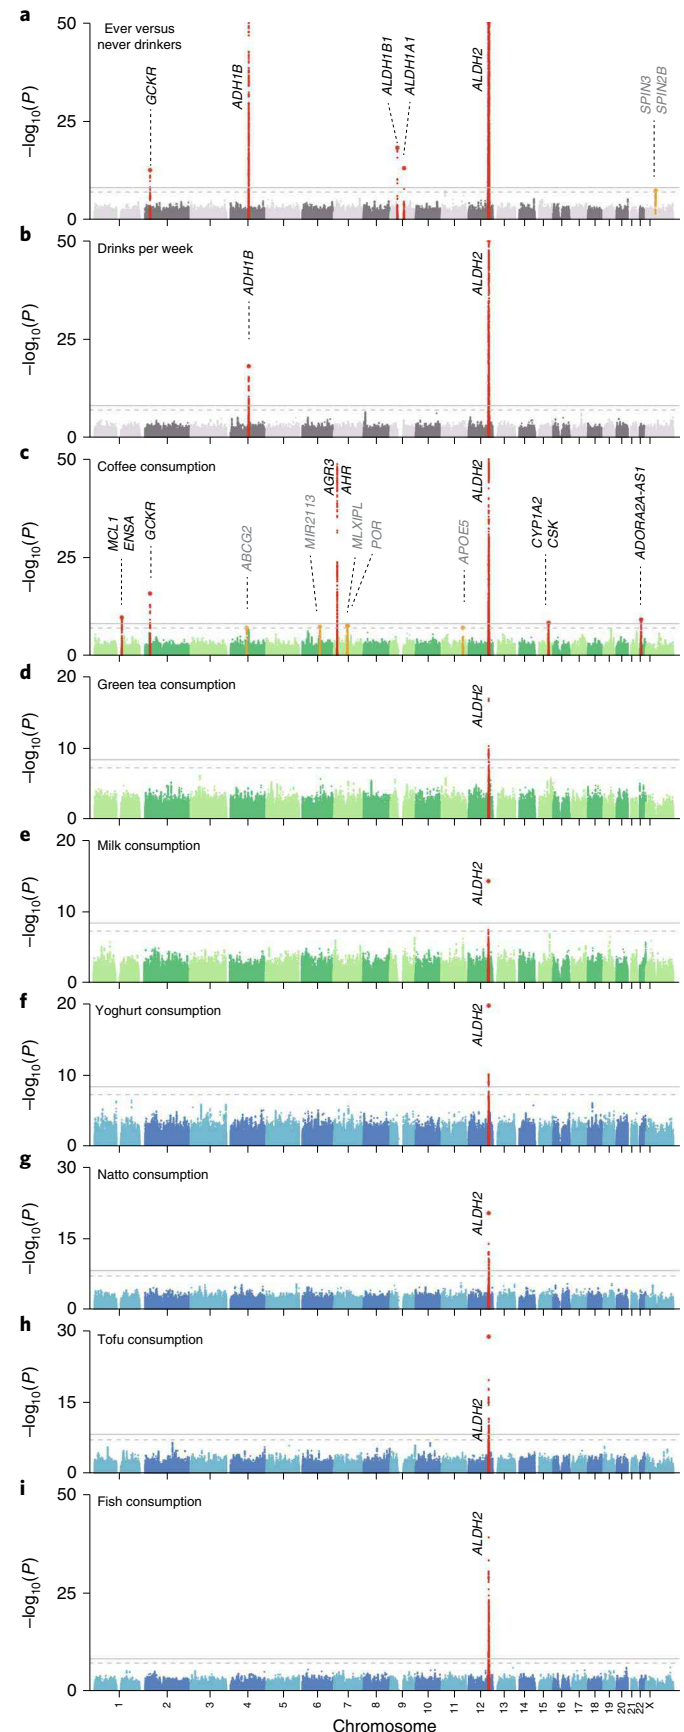 a
Ever versus
never drinkers
50
25
0
−log10(P)
GCKR
ADH1B
ALDH1B1
ALDH1A1
ALDH2
SPIN3
SPIN2B
b
Drinks per week
50
25
0
−log10(P)
ADH1B
ALDH2
c
Coffee consumption
50
25
0
−log10(P)
MCL1
ENSA
GCKR
ABCG2
MIR2113
AGR3
AHR
MLXIPL
POR
APOE5
ALDH2
CYP1A2
CSK
ADORA2A-AS1
d
Green tea consumption
20
10
0
−log10(P)
ALDH2
e
Milk consumption
20
10
0
−log10(P)
ALDH2
f
Yoghurt consumption
20
10
0
−log10(P)
ALDH2
g
Natto consumption
30
15
0
−log10(P)
ALDH2
h
Tofu consumption
30
15
0
−log10(P)
ALDH2
i
Fish consumption
50
25
0
−log10(P)
ALDH2
1 2 3 4 5 6 7 8 9 10 11 12 13 14 15 16 17 18 19 20 21 22 X
Chromosome